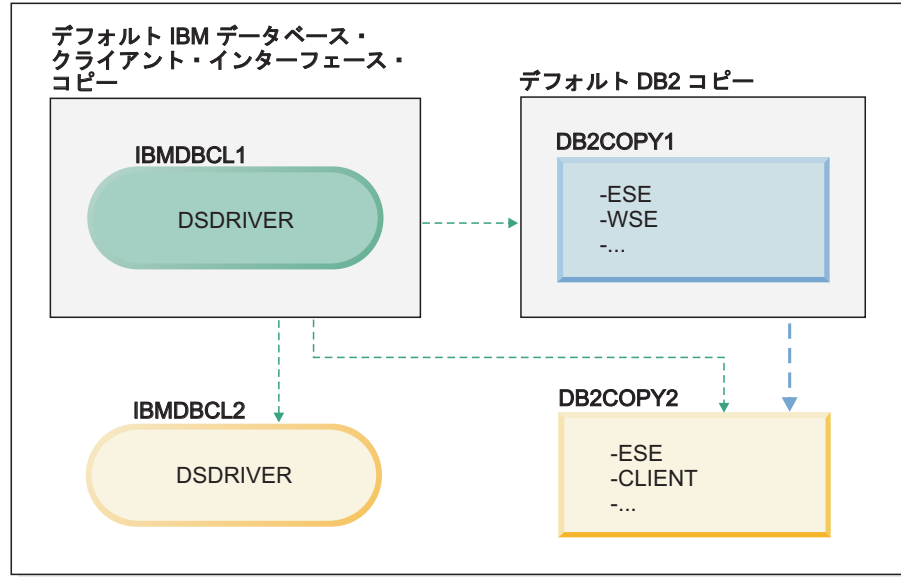 デフォルト IBM データベース・
クライアント・インターフェース・
コピー
デフォルト DB2 コピー
IBMDBCL1
DSDRIVER
DB2COPY1
-ESE
-WSE
-...
IBMDBCL2
DSDRIVER
DB2COPY2
-ESE
-CLIENT
-...